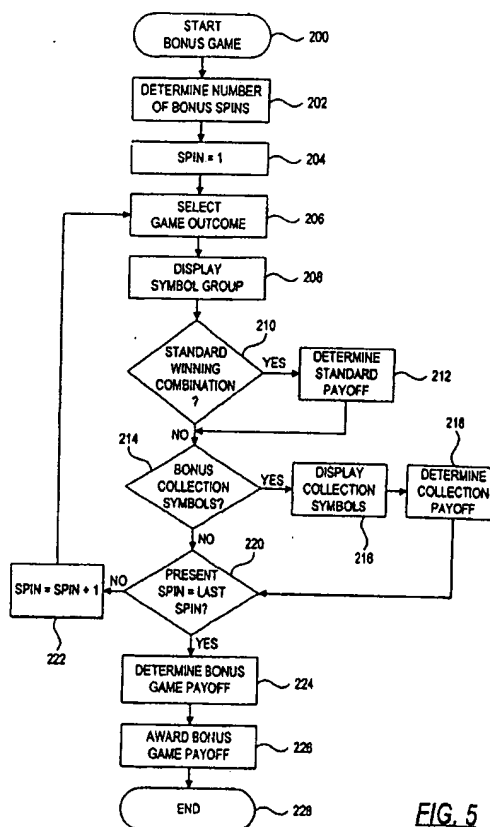 START
BONUS GAME
200
DETERMINE NUMBER
OF BONUS SPINS
202
SPIN = 1
204
SELECT
GAME OUTCOME
206
DISPLAY
SYMBOL GROUP
208
210
STANDARD
WINNING
COMBINATION
?
YES
DETERMINE
STANDARD
PAYOFF
212
NO
214
BONUS
COLLECTION
SYMBOLS?
YES
DISPLAY
COLLECTION
SYMBOLS
216
218
DETERMINE
COLLECTION
PAYOFF
NO
220
PRESENT
SPIN = LAST
SPIN?
NO
SPIN = SPIN + 1
222
YES
DETERMINE BONUS
GAME PAYOFF
224
AWARD BONUS
GAME PAYOFF
226
END
228
FIG. 5